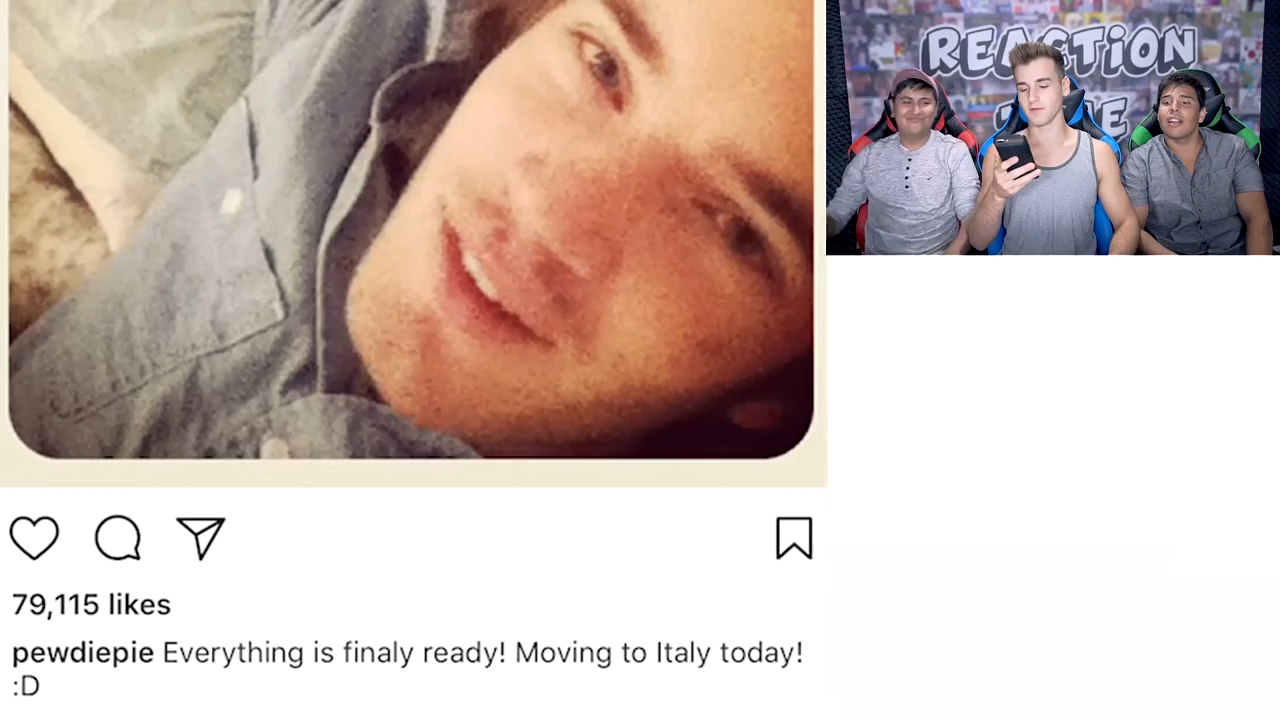 REACTION
79,115 likes
pewdiepie Everything is finaly ready! Moving to Italy today!
:D